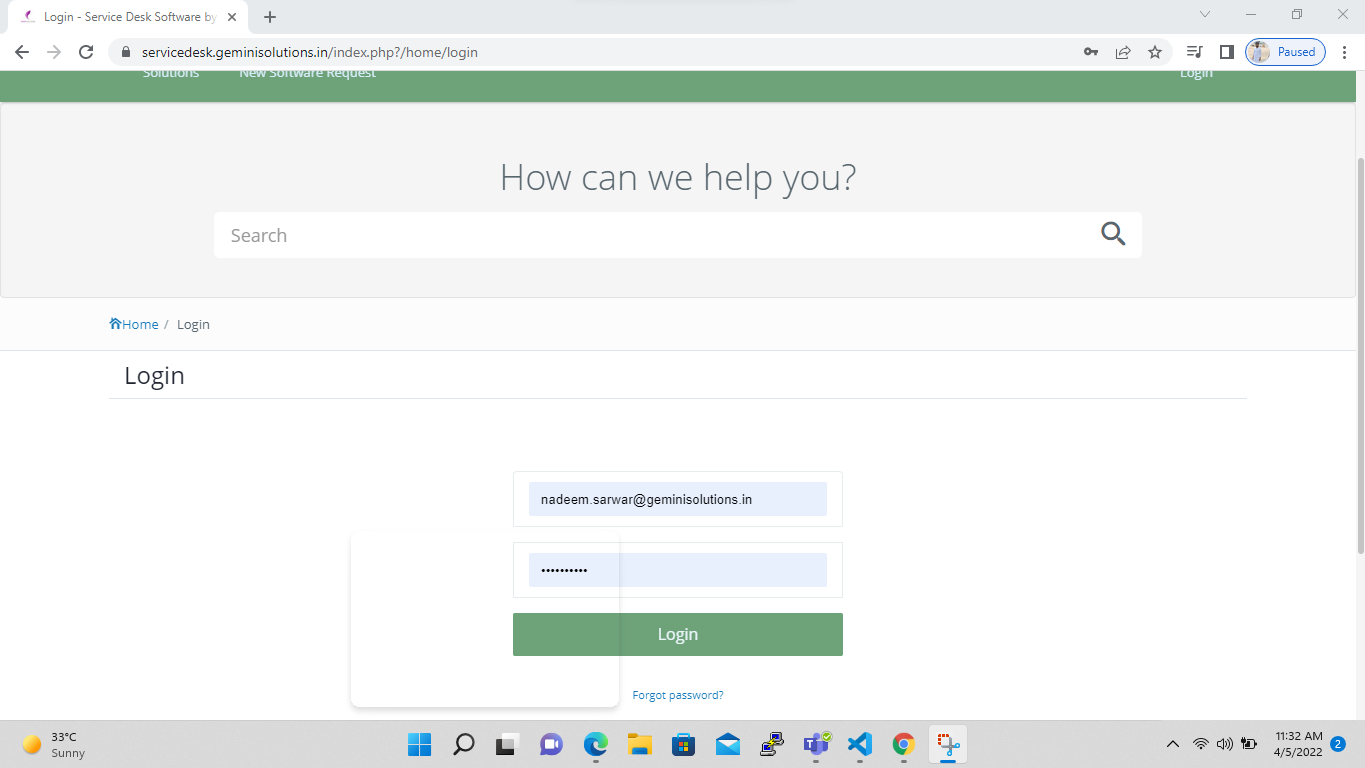 Login - Service Desk Software by
servicedesk.geminisolutions.in/index.php?/home/login
Paused
Solutions New Software Request Login
How can we help you?
Search
Home / Login
Login
nadeem.sarwar@geminisolutions.in
••••••••••
Login
Forgot password?
33°C
Sunny
11:32 AM
4/5/2022
2